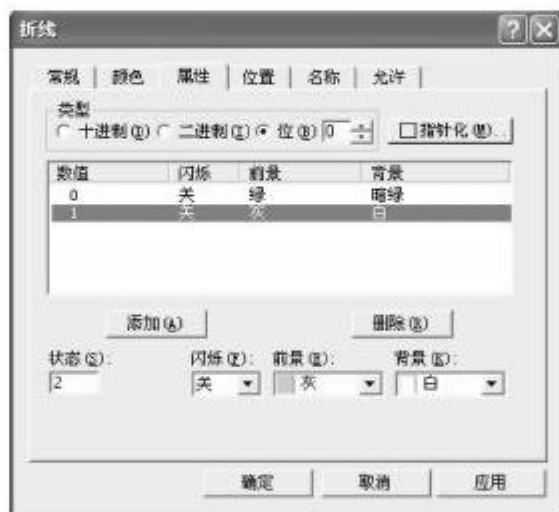 折线
常规 颜色 属性 位置 名称 允许
类型
十进制(D) 二进制(I) 位(B) 0 指针化(M)...
数值 闪烁 前景 背景
0 关 绿 暗绿
1 关 灰 白
添加(A) 删除(R)
状态(S): 闪烁(F): 前景(E): 背景(K):
2 关 灰 白
确定 取消 应用